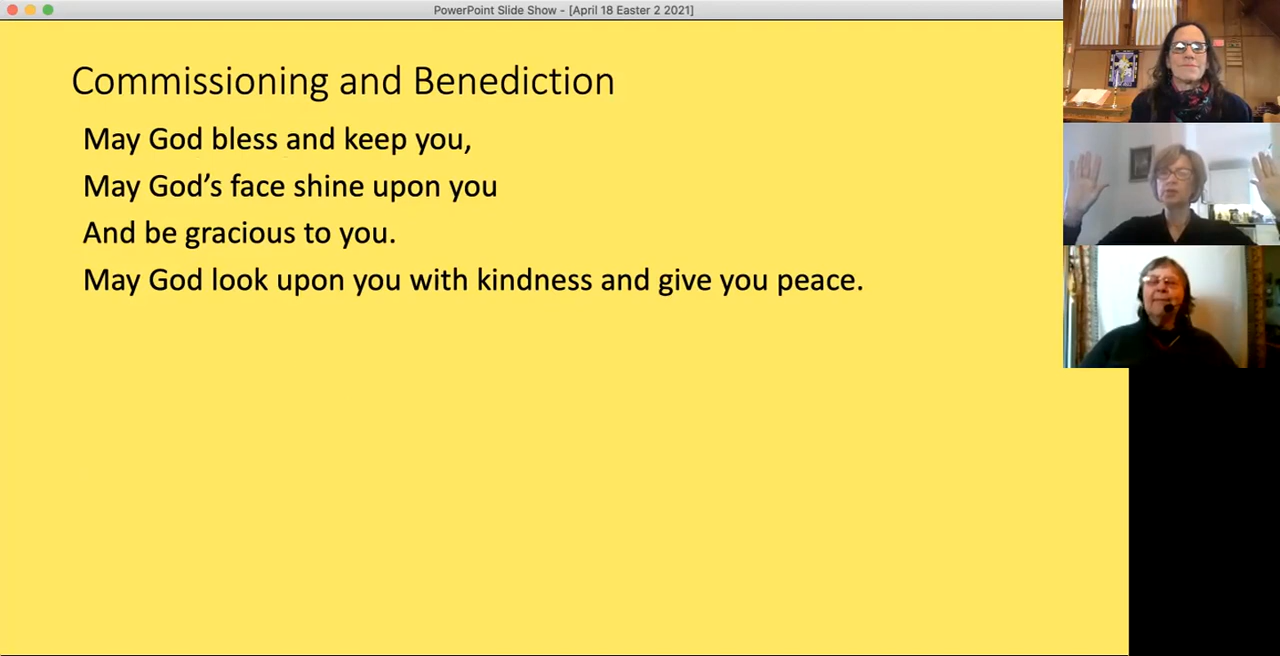 PowerPoint Slide Show - [April 18 Easter 2 2021]
Commissioning and Benediction
May God bless and keep you,
May God’s face shine upon you
And be gracious to you.
May God look upon you with kindness and give you peace.